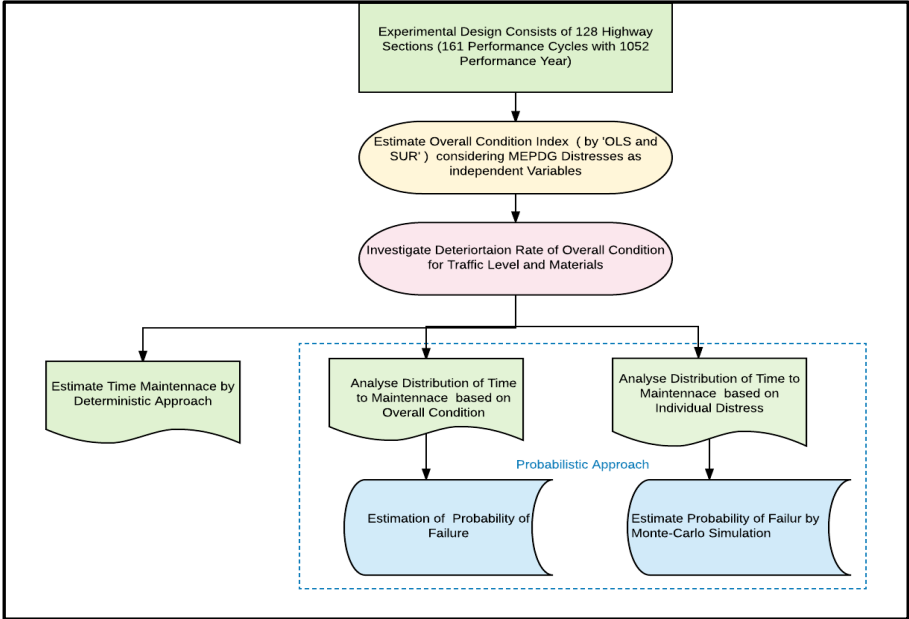 Experimental Design Consists of 128 Highway
Sections (161 Performance Cycles with 1052
Performance Year)
Estimate Overall Condition Index ( by 'OLS and
SUR' ) considering MEPDG Distresses as
independent Variables
Investigate Deteriortaion Rate of Overall Condition
for Traffic Level and Materials
Estimate Time Maintennace by
Deterministic Approach
Analyse Distribution of Time
to Maintennace based on
Overall Condition
Analyse Distribution of Time to
Maintennace based on
Individual Distress
Probabilistic Approach
Estimation of Probability of
Failure
Estimate Probability of Failur by
Monte-Carlo Simulation